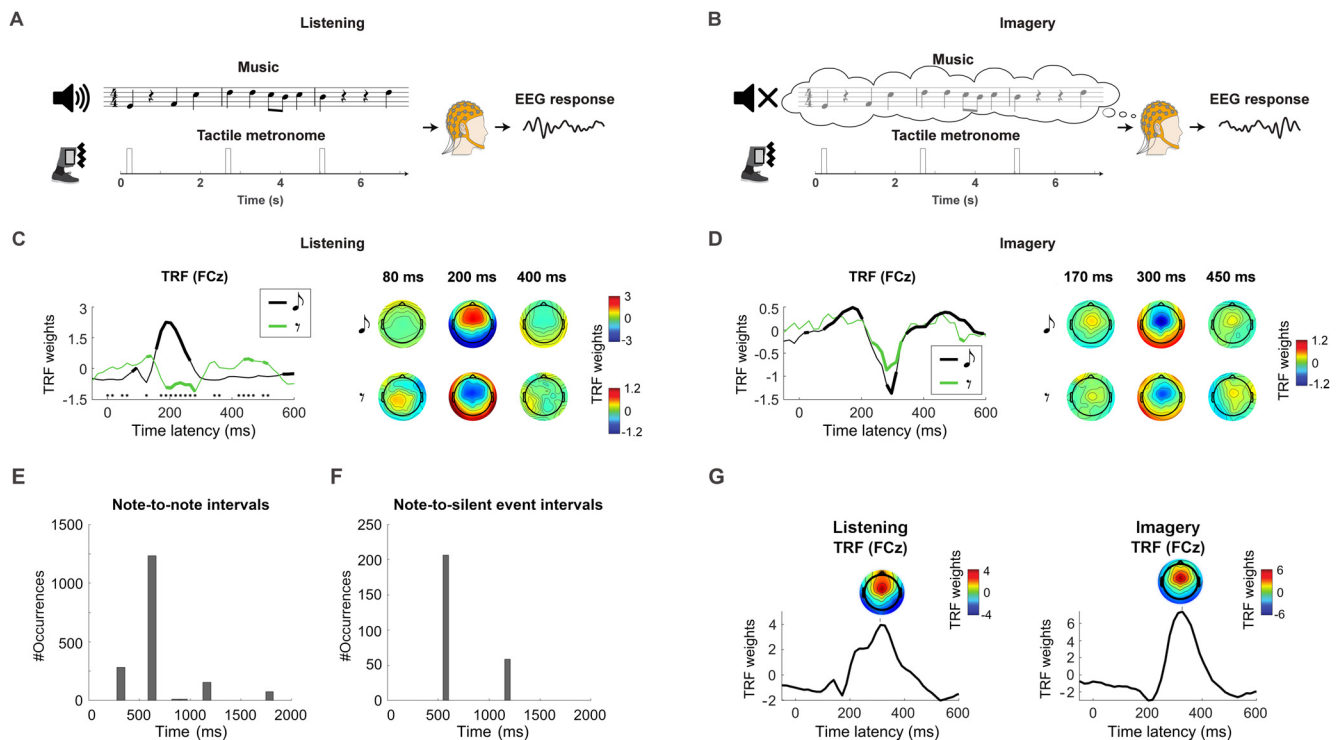 A
Listening
Music
Tactile metronome
EEG response
0 2 4 6
Time (s)
B
Imagery
Music
Tactile metronome
EEG response
0 2 4 6
Time (s)
C
Listening
TRF (FCz)
TRF weights
3
1.5
0
-1.5
0 200 400 600
Time latency (ms)
80 ms 200 ms 400 ms
3
0
-3
1.2
0
-1.2
TRF weights
D
Imagery
TRF (FCz)
TRF weights
0.5
0
-0.5
-1
-1.5
0 200 400 600
Time latency (ms)
170 ms 300 ms 450 ms
1.2
0
-1.2
TRF weights
E
Note-to-note intervals
#Occurrences
1500
1250
1000
500
250
0
0 500 1000 1500 2000
Time (ms)
F
Note-to-silent event intervals
#Occurrences
250
200
150
100
50
0
0 500 1000 1500 2000
Time (ms)
G
Listening
TRF (FCz)
TRF weights
4
0
-4
TRF weights
4
2
0
-2
0 200 400 600
Time latency (ms)
Imagery
TRF (FCz)
TRF weights
6
0
-6
TRF weights
6
4
2
0
-2
0 200 400 600
Time latency (ms)